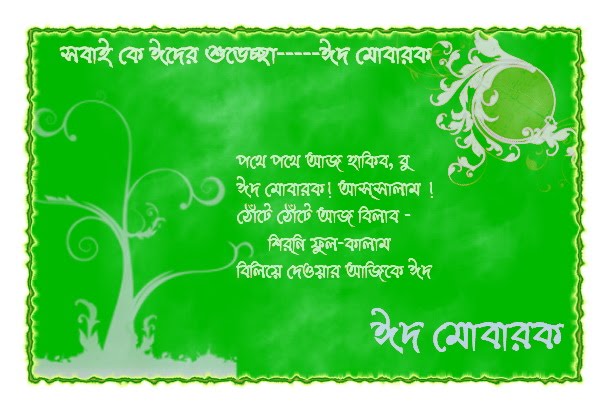 সবাই কে ঈদের শুভেচ্ছা-----ঈদ মোবারক
পথে পথে আজ হাকিব, বু
ঈদ মোবারক! আস্সালাম !
ঠোঁটে ঠোঁটে আজ বিলাব -
শিরনি ফুল-কালাম
বিলিয়ে দেওয়ার আজিকে ঈদ
ঈদ মোবারক